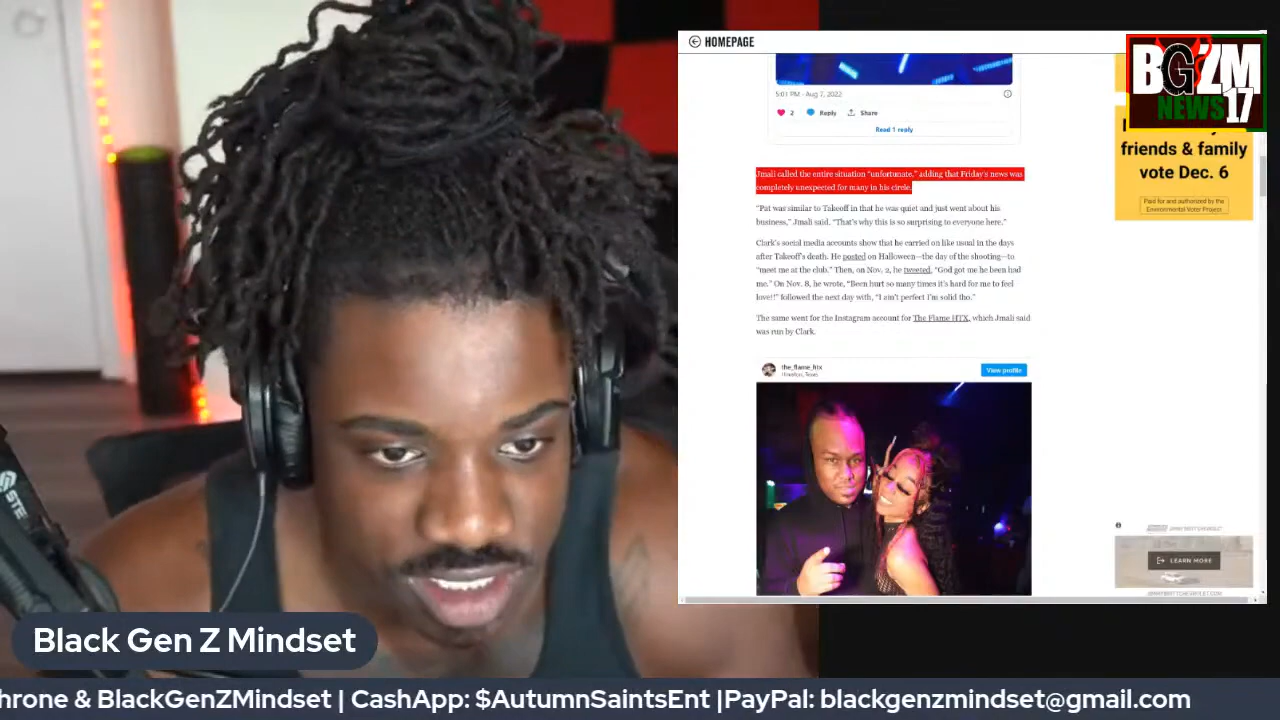 HOMEPAGE
BGZM
NEWS 17
5:01 PM · Aug 7, 2022
2 Reply Share
Read 1 reply
friends & family
vote Dec. 6
Paid for and authorized by the
Environmental Voter Project
Jmali called the entire situation "unfortunate," adding that Friday's news was
completely unexpected for many in his circle.
"Pat was similar to Takeoff in that he was quiet and just went about his
business," Jmali said. "That's why this is so surprising to everyone here."
Clark's social media accounts show that he carried on like usual in the days
after Takeoff's death. He posted on Halloween—the day of the shooting—to
"meet me at the club." Then, on Nov. 2, he tweeted, "God got me he been had
me." On Nov. 8, he wrote, "Been hurt so many times it's hard for me to feel
love!!" followed the next day with, "I ain't perfect I'm solid tho."
The same went for the Instagram account for The Flame HTX, which Jmali said
was run by Clark.
the_flame_htx
Houston, Texas
View profile
LEARN MORE
STE
Black Gen Z Mindset
hrone & BlackGenZMindset | CashApp: $AutumnSaintsEnt |PayPal: blackgenzmindset@gmail.com